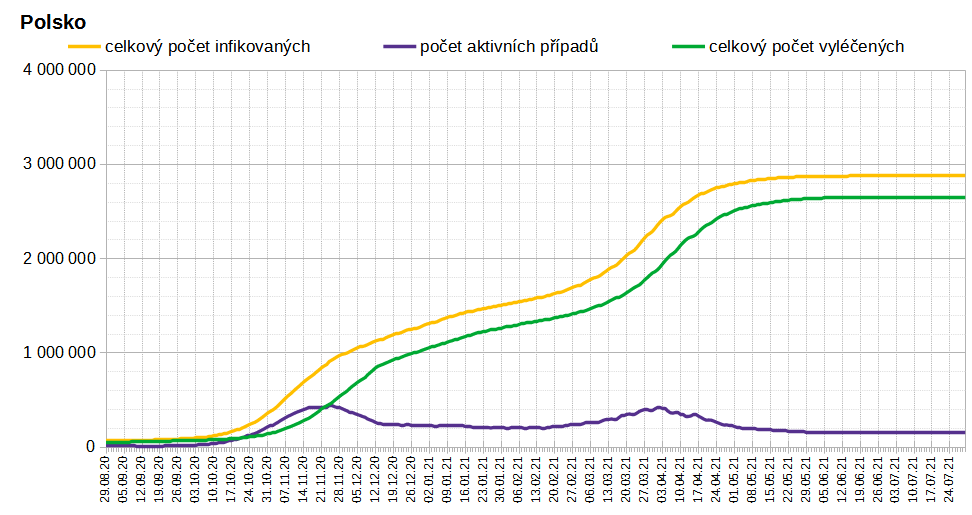 Polsko
celkový počet infikovaných počet aktivních případů celkový počet vyléčených
4 000 000
3 000 000
2 000 000
1 000 000
0
29.08.20 05.09.20 12.09.20 19.09.20 26.09.20 03.10.20 10.10.20 17.10.20 24.10.20 31.10.20 07.11.20 14.11.20 21.11.20 28.11.20 05.12.20 12.12.20 19.12.20 26.12.20 02.01.21 09.01.21 16.01.21 23.01.21 30.01.21 06.02.21 13.02.21 20.02.21 27.02.21 06.03.21 13.03.21 20.03.21 27.03.21 03.04.21 10.04.21 17.04.21 24.04.21 01.05.21 08.05.21 15.05.21 22.05.21 29.05.21 05.06.21 12.06.21 19.06.21 26.06.21 03.07.21 10.07.21 17.07.21 24.07.21